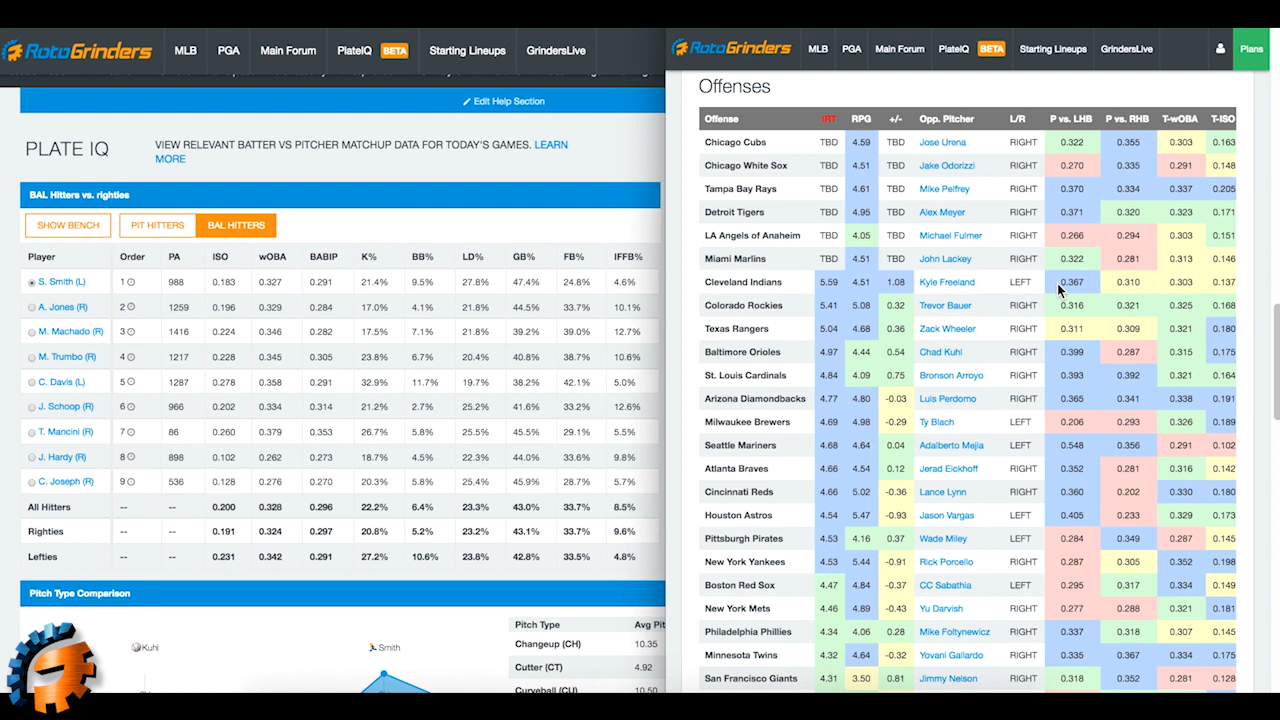 RotoGrinders MLB PGA Main Forum PlateIQ BETA Starting Lineups GrindersLive
Edit Help Section
PLATE IQ
VIEW RELEVANT BATTER VS PITCHER MATCHUP DATA FOR TODAY'S GAMES. LEARN
MORE
BAL Hitters vs. righties
SHOW BENCH PIT HITTERS BAL HITTERS
Player Order PA ISO wOBA BABIP K% BB% LD% GB% FB% IFFB%
S. Smith (L) 1 988 0.183 0.327 0.291 21.4% 9.5% 27.8% 47.4% 24.8% 4.6%
A. Jones (R) 2 1259 0.196 0.329 0.289 17.0% 4.1% 21.8% 44.5% 33.7% 10.1%
M. Machado (R) 3 1416 0.224 0.346 0.282 17.5% 7.1% 21.8% 39.2% 39.0% 12.7%
M. Trumbo (R) 4 1217 0.228 0.345 0.305 23.8% 6.7% 20.4% 40.8% 38.7% 10.6%
C. Davis (L) 5 1287 0.278 0.358 0.291 32.9% 11.7% 19.7% 38.2% 42.1% 5.0%
J. Schoop (R) 6 966 0.202 0.334 0.314 21.2% 2.7% 25.2% 41.6% 33.2% 12.6%
T. Mancini (R) 7 86 0.260 0.379 0.353 26.7% 5.8% 25.5% 45.5% 29.1% 5.5%
J. Hardy (R) 8 898 0.102 0.262 0.273 18.7% 4.5% 22.3% 44.0% 33.6% 9.8%
C. Joseph (R) 9 536 0.128 0.276 0.270 20.3% 5.8% 25.4% 45.9% 28.7% 5.7%
All Hitters -- -- 0.200 0.328 0.296 22.2% 6.4% 23.3% 43.0% 33.7% 8.5%
Righties -- -- 0.191 0.324 0.297 20.8% 5.2% 23.2% 43.1% 33.7% 9.6%
Lefties -- -- 0.231 0.342 0.291 27.2% 10.6% 23.8% 42.8% 33.5% 4.8%
Pitch Type Comparison
Kuhl Smith
Pitch Type Avg Pit
Changeup (CH) 10.35
Cutter (CT) 4.92
Curveball (CU) 10.50
RotoGrinders MLB PGA Main Forum PlateIQ BETA Starting Lineups GrindersLive Plans
Offenses
Offense IRT RPG +/- Opp. Pitcher L/R P vs. LHB P vs. RHB T-wOBA T-ISO
Chicago Cubs TBD 4.59 TBD Jose Urena RIGHT 0.322 0.355 0.303 0.163
Chicago White Sox TBD 4.51 TBD Jake Odorizzi RIGHT 0.270 0.335 0.291 0.148
Tampa Bay Rays TBD 4.61 TBD Mike Pelfrey RIGHT 0.370 0.334 0.337 0.205
Detroit Tigers TBD 4.95 TBD Alex Meyer RIGHT 0.371 0.320 0.323 0.171
LA Angels of Anaheim TBD 4.05 TBD Michael Fulmer RIGHT 0.266 0.294 0.303 0.151
Miami Marlins TBD 4.51 TBD John Lackey RIGHT 0.322 0.281 0.313 0.146
Cleveland Indians 5.59 4.51 1.08 Kyle Freeland LEFT 0.367 0.310 0.303 0.137
Colorado Rockies 5.41 5.08 0.32 Trevor Bauer RIGHT 0.316 0.321 0.325 0.168
Texas Rangers 5.04 4.68 0.36 Zack Wheeler RIGHT 0.311 0.309 0.321 0.180
Baltimore Orioles 4.97 4.44 0.54 Chad Kuhl RIGHT 0.399 0.287 0.315 0.175
St. Louis Cardinals 4.84 4.09 0.75 Bronson Arroyo RIGHT 0.393 0.392 0.321 0.164
Arizona Diamondbacks 4.77 4.80 -0.03 Luis Perdomo RIGHT 0.365 0.341 0.338 0.191
Milwaukee Brewers 4.69 4.98 -0.29 Ty Blach LEFT 0.206 0.293 0.326 0.189
Seattle Mariners 4.68 4.64 0.04 Adalberto Mejia LEFT 0.548 0.356 0.291 0.102
Atlanta Braves 4.66 4.54 0.12 Jerad Eickhoff RIGHT 0.352 0.281 0.316 0.142
Cincinnati Reds 4.66 5.02 -0.36 Lance Lynn RIGHT 0.360 0.202 0.330 0.180
Houston Astros 4.54 5.47 -0.93 Jason Vargas LEFT 0.405 0.233 0.329 0.173
Pittsburgh Pirates 4.53 4.16 0.37 Wade Miley LEFT 0.284 0.349 0.287 0.145
New York Yankees 4.53 5.44 -0.91 Rick Porcello RIGHT 0.287 0.305 0.352 0.198
Boston Red Sox 4.47 4.84 -0.37 CC Sabathia LEFT 0.295 0.317 0.334 0.149
New York Mets 4.46 4.89 -0.43 Yu Darvish RIGHT 0.277 0.288 0.321 0.181
Philadelphia Phillies 4.34 4.06 0.28 Mike Foltynewicz RIGHT 0.337 0.318 0.307 0.145
Minnesota Twins 4.32 4.64 -0.32 Yovani Gallardo RIGHT 0.335 0.367 0.334 0.175
San Francisco Giants 4.31 3.50 0.81 Jimmy Nelson RIGHT 0.318 0.352 0.281 0.128